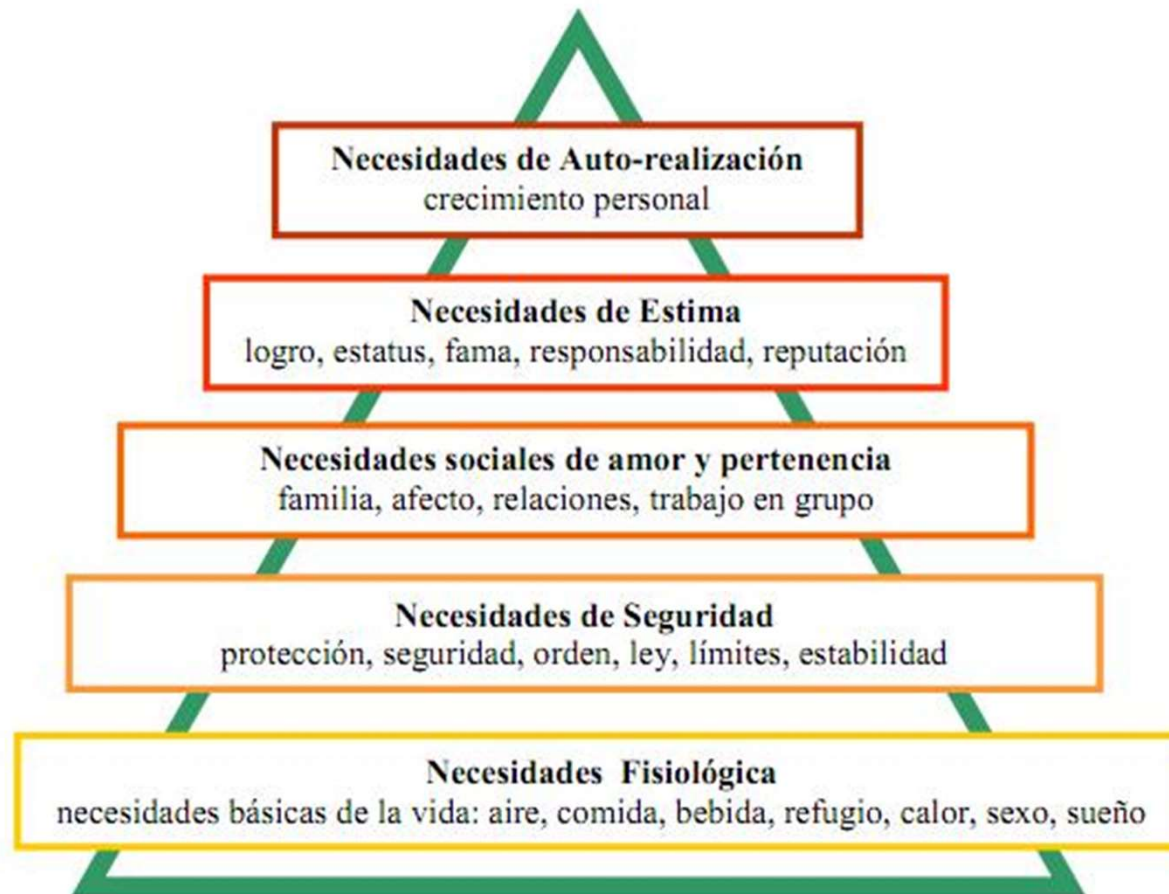 Necesidades de Auto-realización
crecimiento personal
Necesidades de Estima
logro, estatus, fama, responsabilidad, reputación
Necesidades sociales de amor y pertenencia
familia, afecto, relaciones, trabajo en grupo
Necesidades de Seguridad
protección, seguridad, orden, ley, límites, estabilidad
Necesidades Fisiológica
necesidades básicas de la vida: aire, comida, bebida, refugio, calor, sexo, sueño